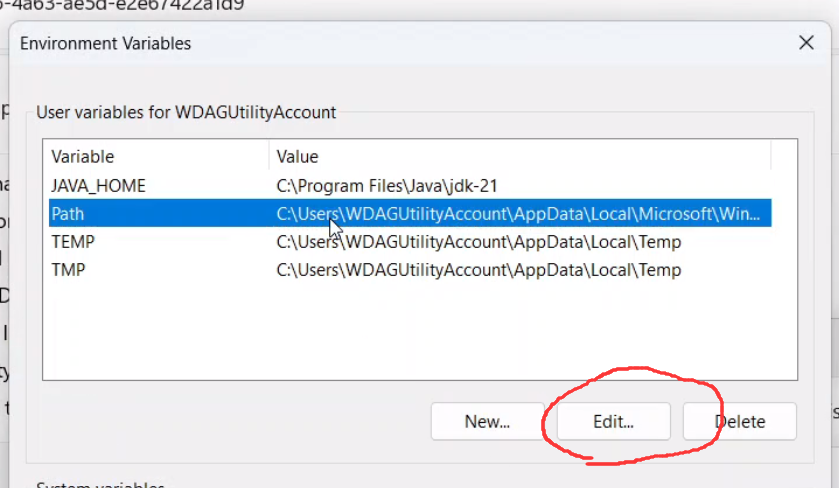 -4a63-ae5d-e2e67422a1d9
Environment Variables
User variables for WDAGUtilityAccount
Variable Value
JAVA_HOME C:\Program Files\Java\jdk-21
Path C:\Users\WDAGUtilityAccount\AppData\Local\Microsoft\Win...
TEMP C:\Users\WDAGUtilityAccount\AppData\Local\Temp
TMP C:\Users\WDAGUtilityAccount\AppData\Local\Temp
New... Edit... Delete
System variables